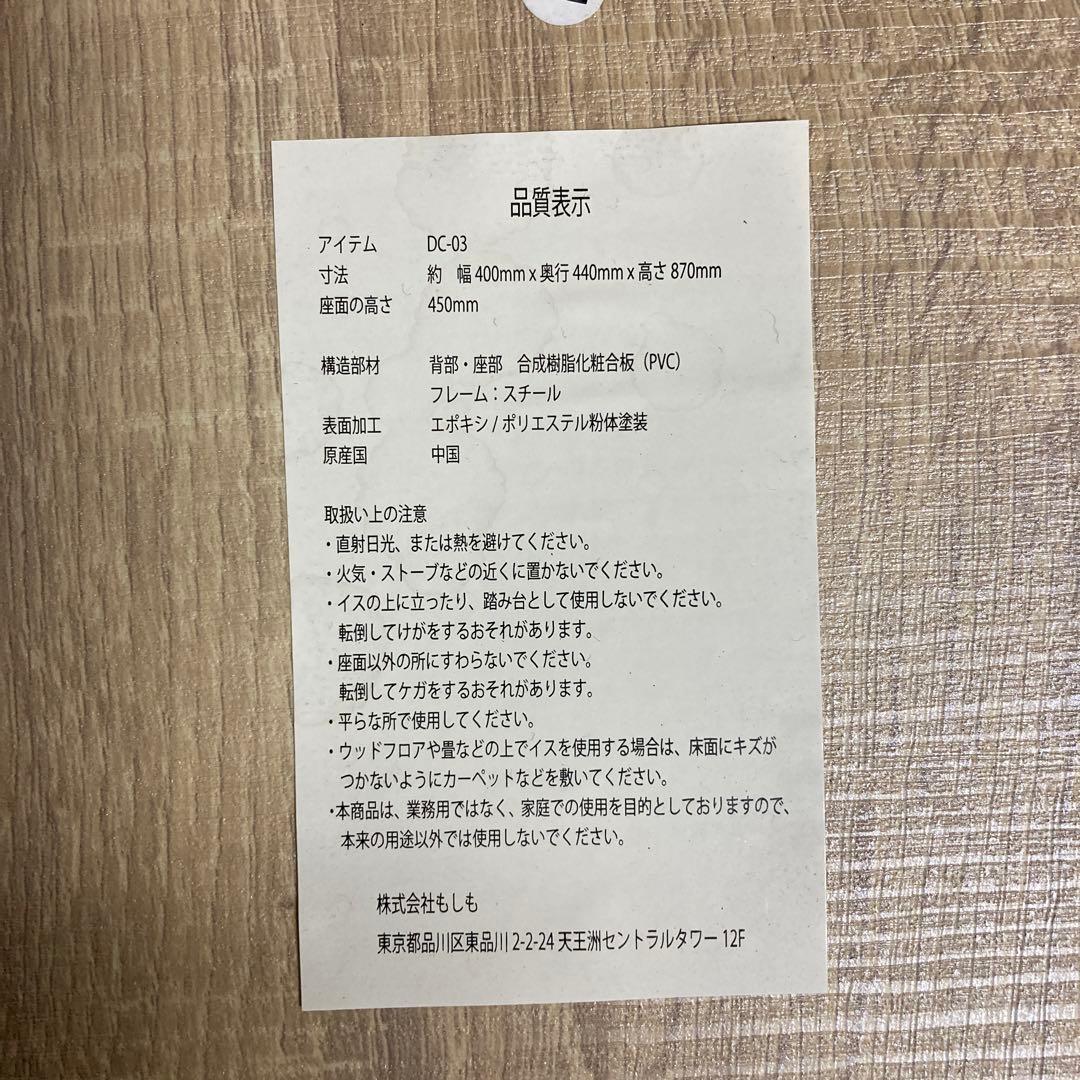 品質表示
アイテム DC-03
寸法 約 幅 400mm x 奥行 440mm x 高さ 870mm
座面の高さ 450mm
構造部材 背部・座部 合成樹脂化粧合板（PVC）
フレーム：スチール
表面加工 エポキシ / ポリエステル粉体塗装
原産国 中国
取扱い上の注意
・直射日光、または熱を避けてください。
・火気・ストーブなどの近くに置かないでください。
・イスの上に立ったり、踏み台として使用しないでください。
転倒してけがをするおそれがあります。
・座面以外の所にすわらないでください。
転倒してケガをするおそれがあります。
・平らな所で使用してください。
・ウッドフロアや畳などの上でイスを使用する場合は、床面にキズが
つかないようにカーペットなどを敷いてください。
・本商品は、業務用ではなく、家庭での使用を目的としておりますので、
本来の用途以外では使用しないでください。
株式会社もしも
東京都品川区東品川 2-2-24 天王洲セントラルタワー 12F